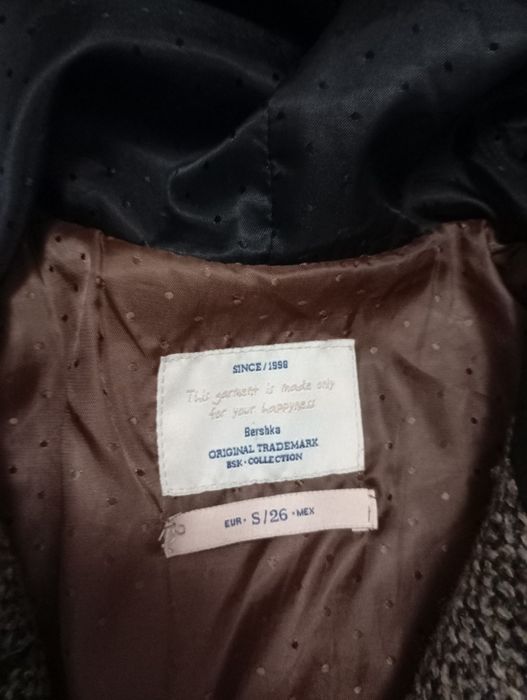 SINCE/1998
This garment is made only
for your happyness
Bershka
ORIGINAL TRADEMARK
BSK·COLLECTION
EUR· S/26 ·MEX